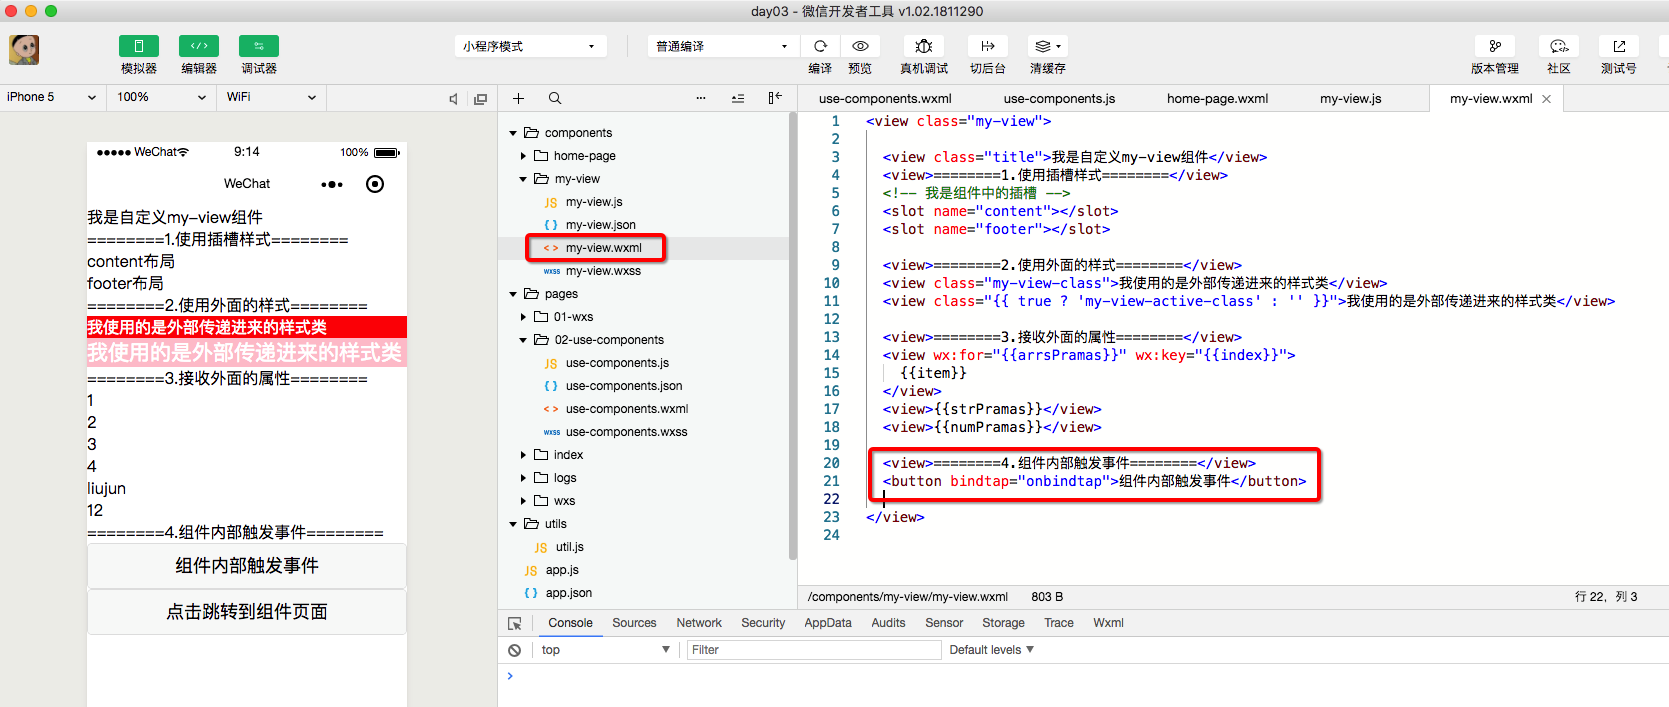 day03 - 微信开发者工具 v1.02.1811290
模拟器
编辑器
调试器
小程序模式
普通编译
编译
预览
真机调试
切后台
清缓存
版本管理
社区
测试号
iPhone 5
100%
WiFi
WeChat
9:14
100%
WeChat
我是自定义my-view组件
========1.使用插槽样式========
content布局
footer布局
========2.使用外面的样式========
我使用的是外部传递进来的样式类
我使用的是外部传递进来的样式类
========3.接收外面的属性========
1
2
3
4
liujun
12
========4.组件内部触发事件========
组件内部触发事件
点击跳转到组件页面
components
home-page
my-view
JS my-view.js
{ } my-view.json
< > my-view.wxml
wxss my-view.wxss
pages
01-wxs
02-use-components
JS use-components.js
{ } use-components.json
< > use-components.wxml
wxss use-components.wxss
index
logs
wxs
utils
JS util.js
JS app.js
{ } app.json
use-components.wxml
use-components.js
home-page.wxml
my-view.js
my-view.wxml
1 <view class="my-view">
2
3 <view class="title">我是自定义my-view组件</view>
4 <view>========1.使用插槽样式========</view>
5 <!-- 我是组件中的插槽 -->
6 <slot name="content"></slot>
7 <slot name="footer"></slot>
8
9 <view>========2.使用外面的样式========</view>
10 <view class="my-view-class">我使用的是外部传递进来的样式类</view>
11 <view class="{{ true ? 'my-view-active-class' : '' }}">我使用的是外部传递进来的样式类</view>
12
13 <view>========3.接收外面的属性========</view>
14 <view wx:for="{{arrsPramas}}" wx:key="{{index}}">
15 {{item}}
16 </view>
17 <view>{{strPramas}}</view>
18 <view>{{numPramas}}</view>
19
20 <view>========4.组件内部触发事件========</view>
21 <button bindtap="onbindtap">组件内部触发事件</button>
22
23 </view>
24
/components/my-view/my-view.wxml 803 B
行 22，列 3
Console
Sources
Network
Security
AppData
Audits
Sensor
Storage
Trace
Wxml
top
Filter
Default levels